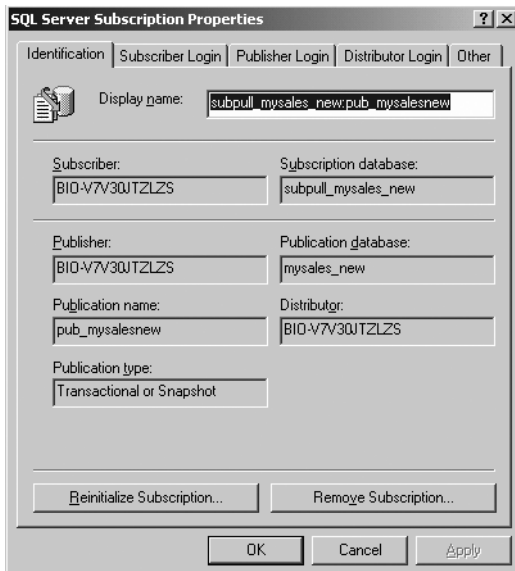 SQL Server Subscription Properties
Identification Subscriber Login Publisher Login Distributor Login Other
Display name: subpull_mysales_new:pub_mysalesnew
Subscriber: Subscription database:
BIO-V7V30JTZLZS subpull_mysales_new
Publisher: Publication database:
BIO-V7V30JTZLZS mysales_new
Publication name: Distributor:
pub_mysalesnew BIO-V7V30JTZLZS
Publication type:
Transactional or Snapshot
Reinitialize Subscription... Remove Subscription...
OK Cancel Apply